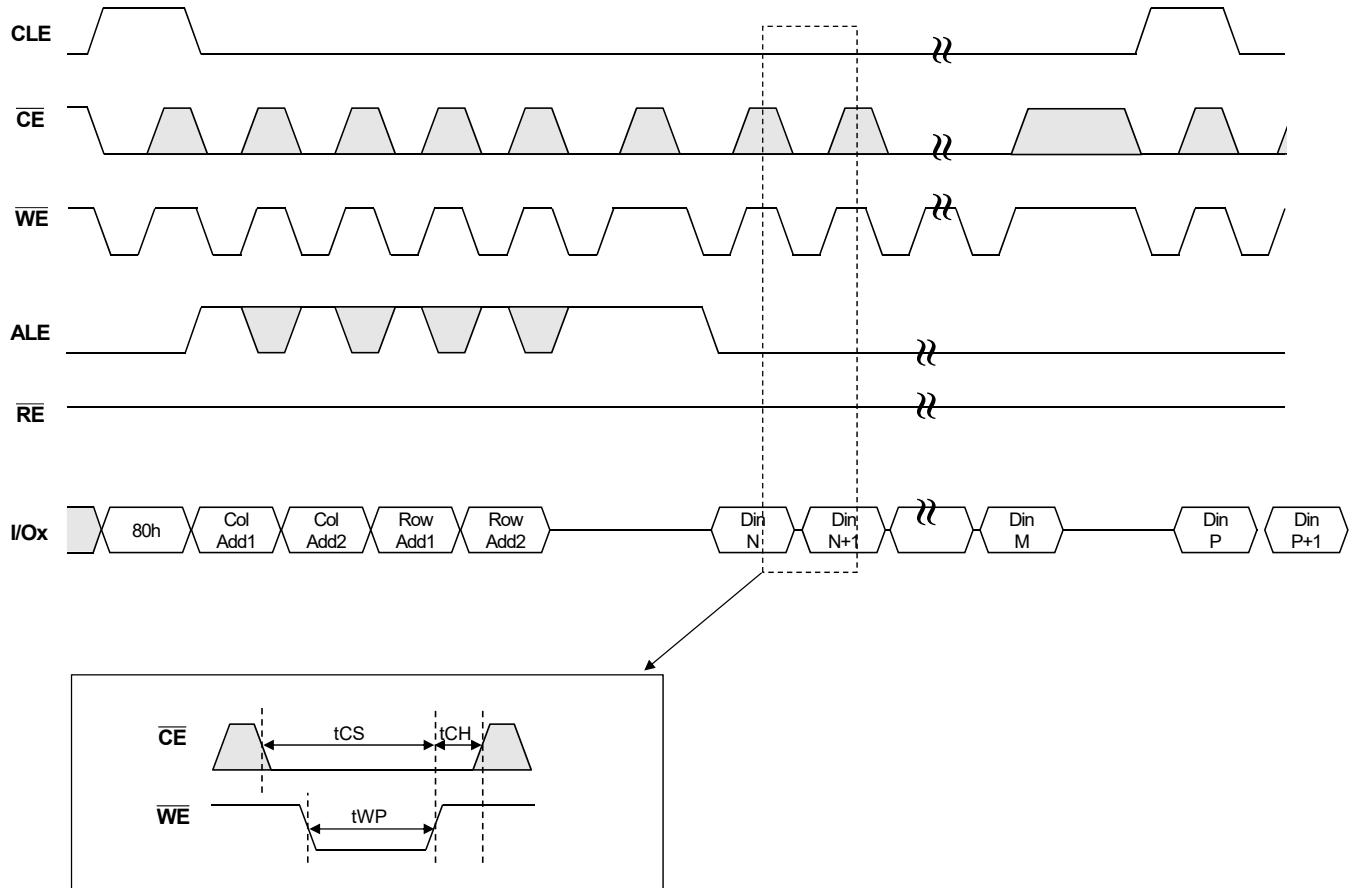 CLE
CE
WE
ALE
RE
I/Ox
80h
Col
Add1
Col
Add2
Row
Add1
Row
Add2
Din
N
Din
N+1
Din
M
Din
P
Din
P+1
CE
tCS
tCH
WE
tWP